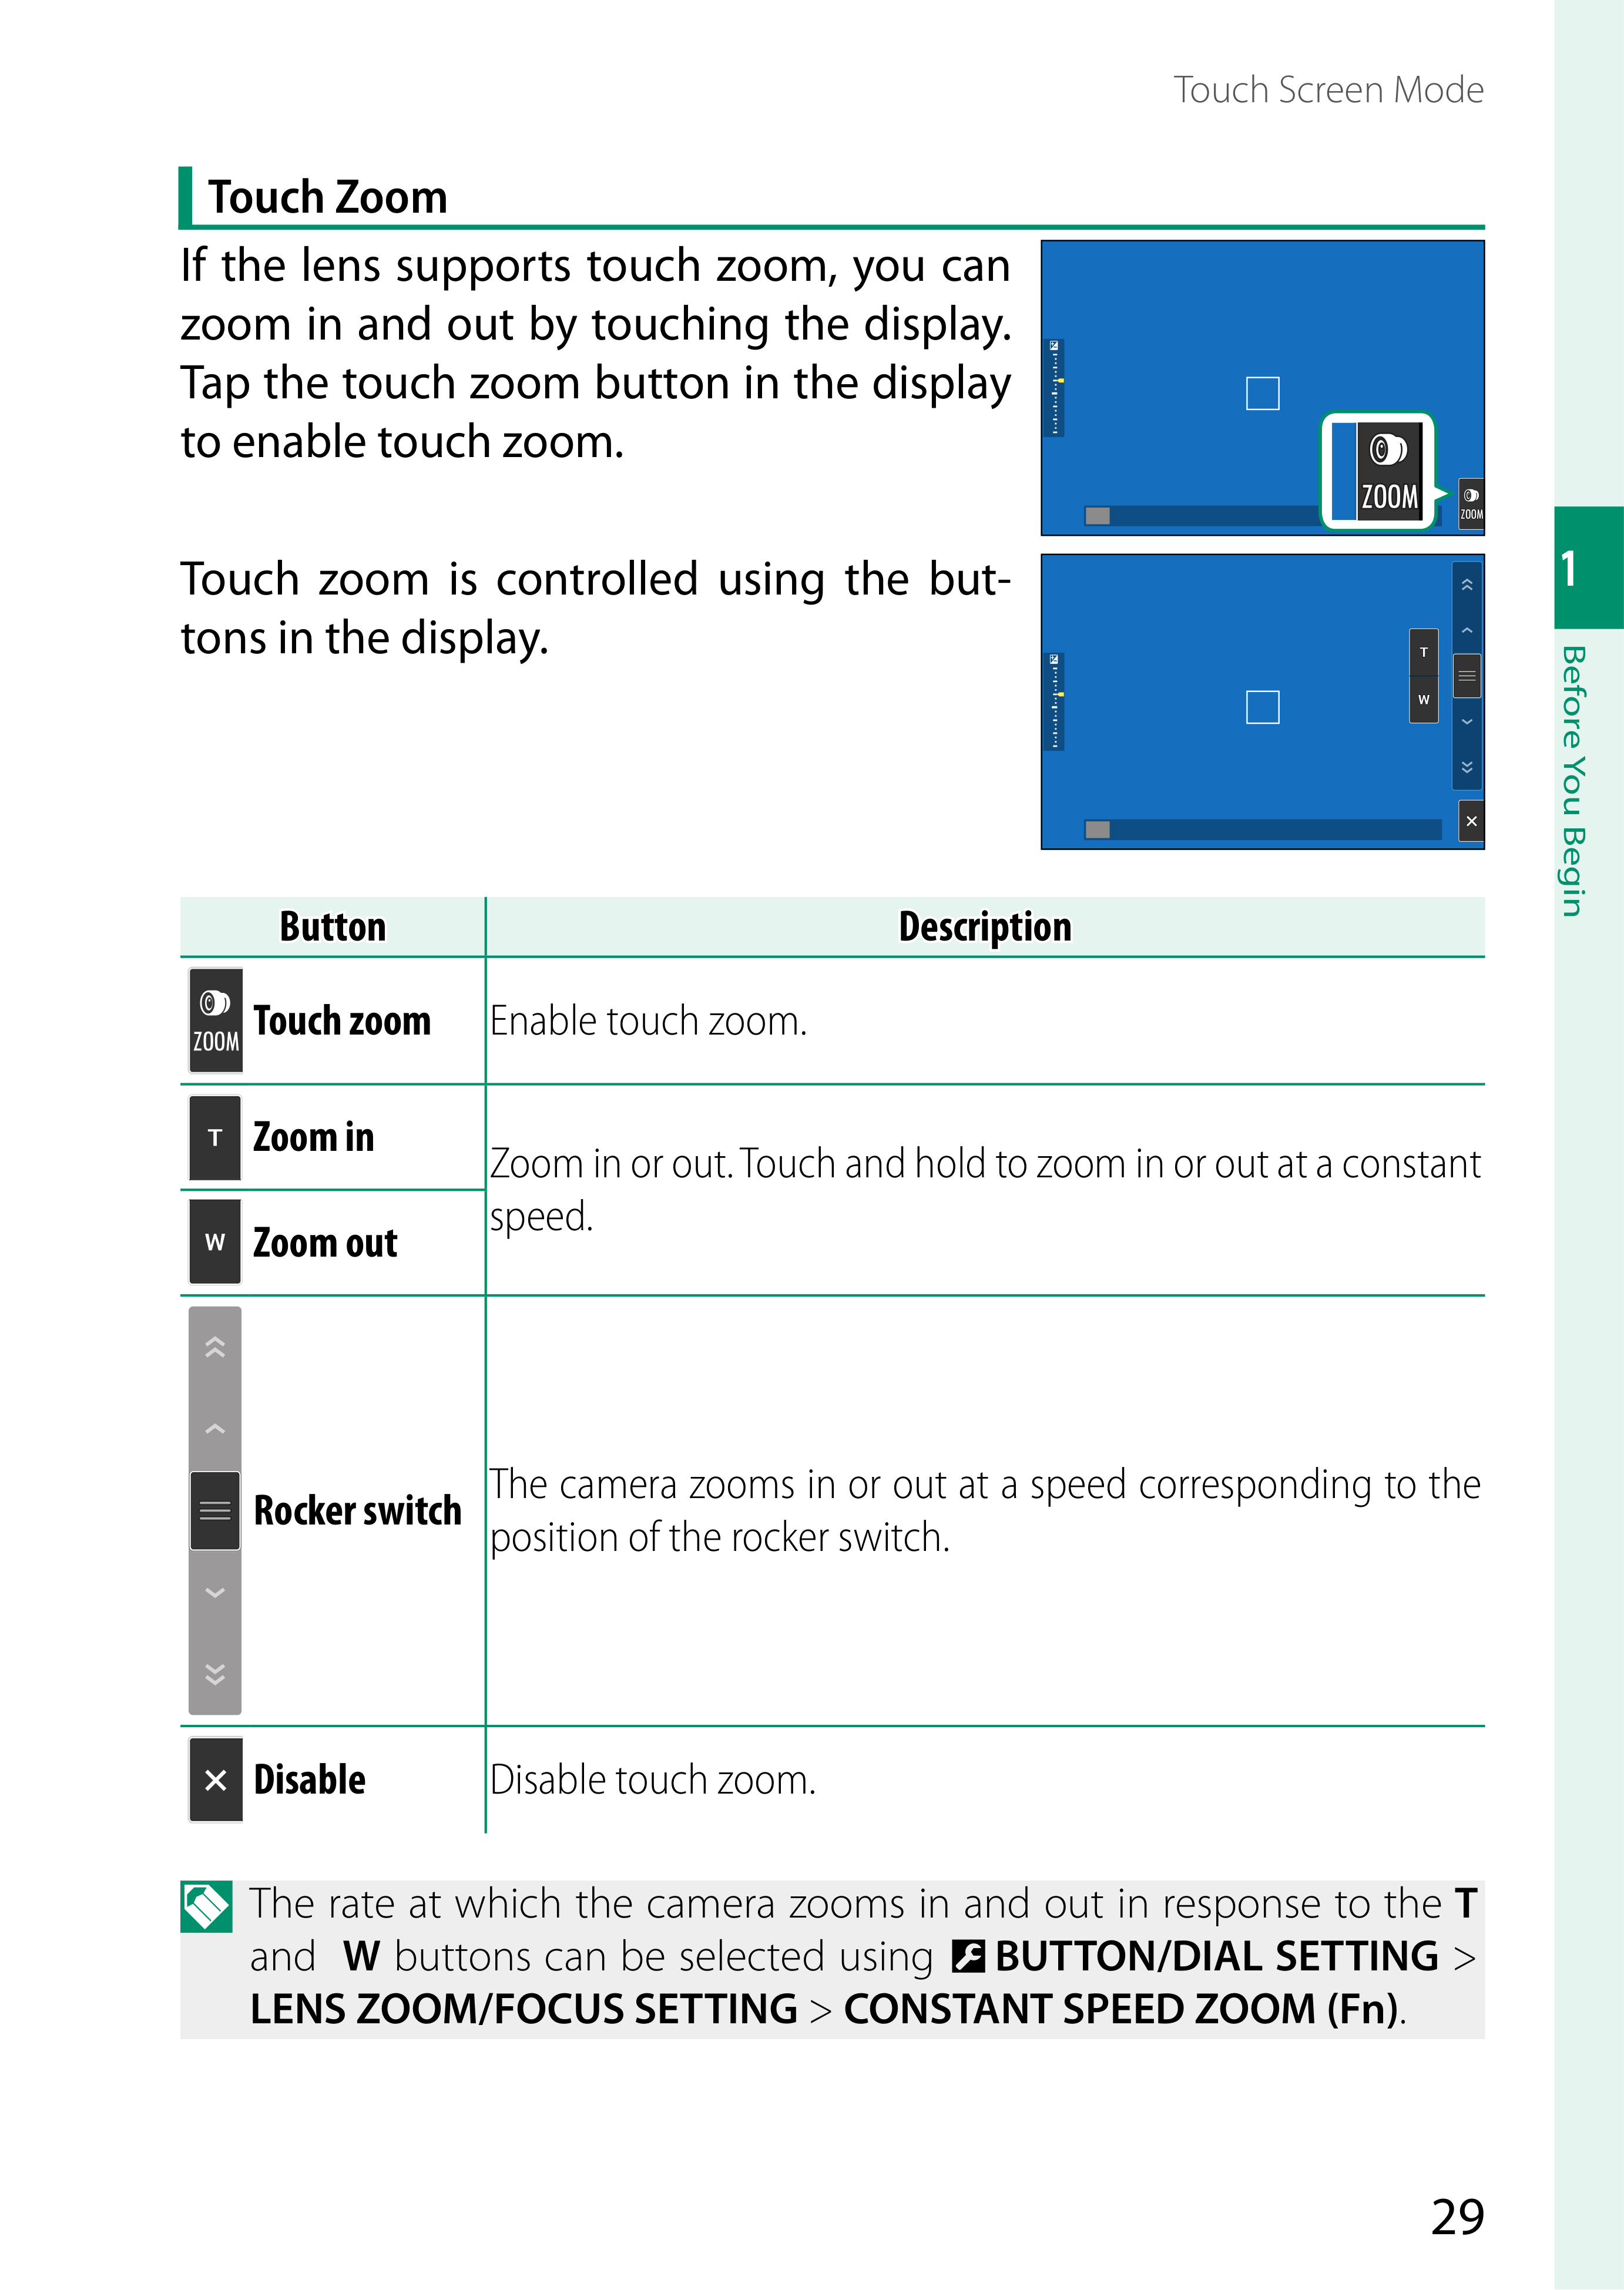 Touch Screen Mode
Touch Zoom
If the lens supports touch zoom, you can
zoom in and out by touching the display.
Tap the touch zoom button in the display
to enable touch zoom.
ZOOM
ZOOM
Touch zoom is controlled using the but-
tons in the display.
T
W
1
Before You Begin
Button Description
ZOOM Touch zoom Enable touch zoom.
T Zoom in
Zoom in or out. Touch and hold to zoom in or out at a constant
speed.
W Zoom out
Rocker switch
The camera zooms in or out at a speed corresponding to the
position of the rocker switch.
Disable Disable touch zoom.
The rate at which the camera zooms in and out in response to the T
and W buttons can be selected using BUTTON/DIAL SETTING >
LENS ZOOM/FOCUS SETTING > CONSTANT SPEED ZOOM (Fn).
29